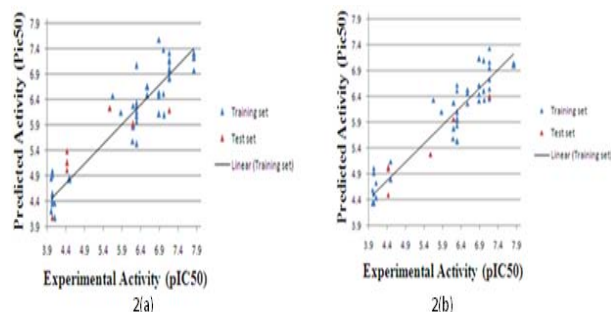 Predicted Activity (Pic50)
7.9
7.4
6.9
6.4
5.9
5.4
4.9
4.4
3.9
3.9 4.4 4.9 5.4 5.9 6.4 6.9 7.4 7.9
Experimental Activity (pIC50)
Training set
Test set
Linear (Training set)
2(a)
Predicted Activity (Pic50)
7.9
7.4
6.9
6.4
5.9
5.4
4.9
4.4
3.9
3.9 4.4 4.9 5.4 5.9 6.4 6.9 7.4 7.9
Experimental Activity (pIC50)
Training set
Test set
Linear (Training set)
2(b)